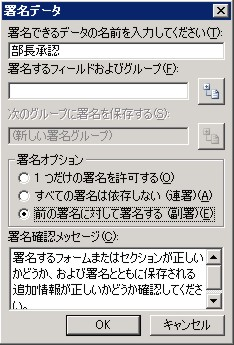 署名データ
署名できるデータの名前を入力してください(T):
部長承認
署名するフィールドおよびグループ(F):
次のグループに署名を保存する(S):
(新しい署名グループ)
署名オプション
1 つだけの署名を許可する(O)
すべての署名は依存しない (連署)(A)
前の署名に対して署名する (副署)(E)
署名確認メッセージ(C):
署名するフォームまたはセクションが正しい
かどうか、および署名とともに保存される
追加情報が正しいかどうか確認してくださ
い。
OK
キャンセル